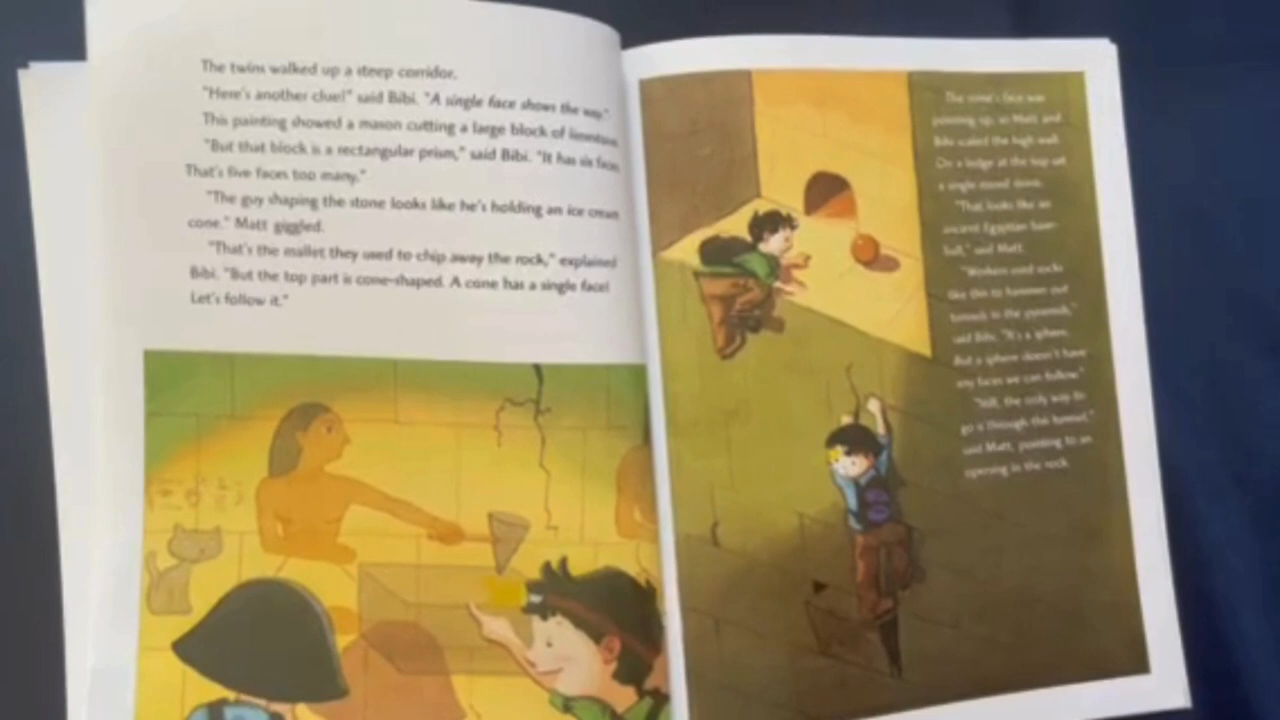 The twins walked up a steep corridor.
"Here's another clue!" said Bibi. "A single face shows the way."
This painting showed a mason cutting a large block of limestone.
"But that block is a rectangular prism," said Bibi. "It has six faces.
That's five faces too many."
"The guy shaping the stone looks like he's holding an ice cream
cone." Matt giggled.
"That's the mallet they used to chip away the rock," explained
Bibi. "But the top part is cone-shaped. A cone has a single face!
Let's follow it."
The cone's face was
pointing up, so Matt and
Bibi scaled the high wall.
On a ledge at the top sat
a single round stone.
"That looks like an
ancient Egyptian base-
ball," said Matt.
"Workers used rocks
like this to hammer out
tunnels in the pyramids,"
said Bibi. "It's a sphere.
But a sphere doesn't have
any faces we can follow."
"Still, the only way to
go is through this tunnel,"
said Matt, pointing to an
opening in the rock.